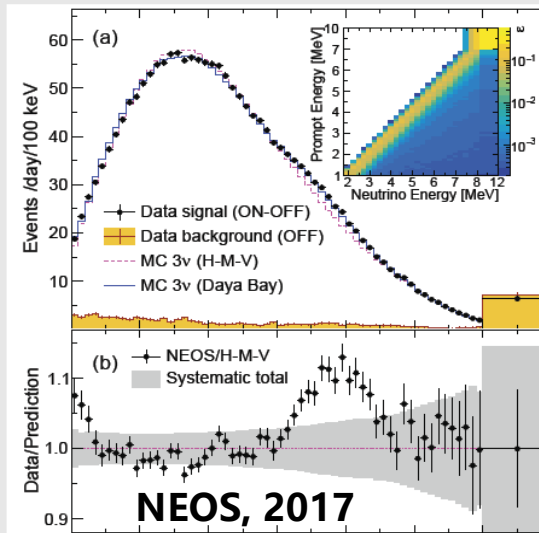 (a)
Events /day/100 keV
60
50
40
30
20
10
Prompt Energy [MeV]
10
9
8
7
6
5
4
3
2
1
2 3 4 5 6 7 8 12
Neutrino Energy [MeV]
ε
10⁻¹
10⁻²
10⁻³
Data signal (ON-OFF)
Data background (OFF)
MC 3ν (H-M-V)
MC 3ν (Daya Bay)
(b)
Data/Prediction
1.1
1.0
0.9
NEOS/H-M-V
Systematic total
NEOS, 2017